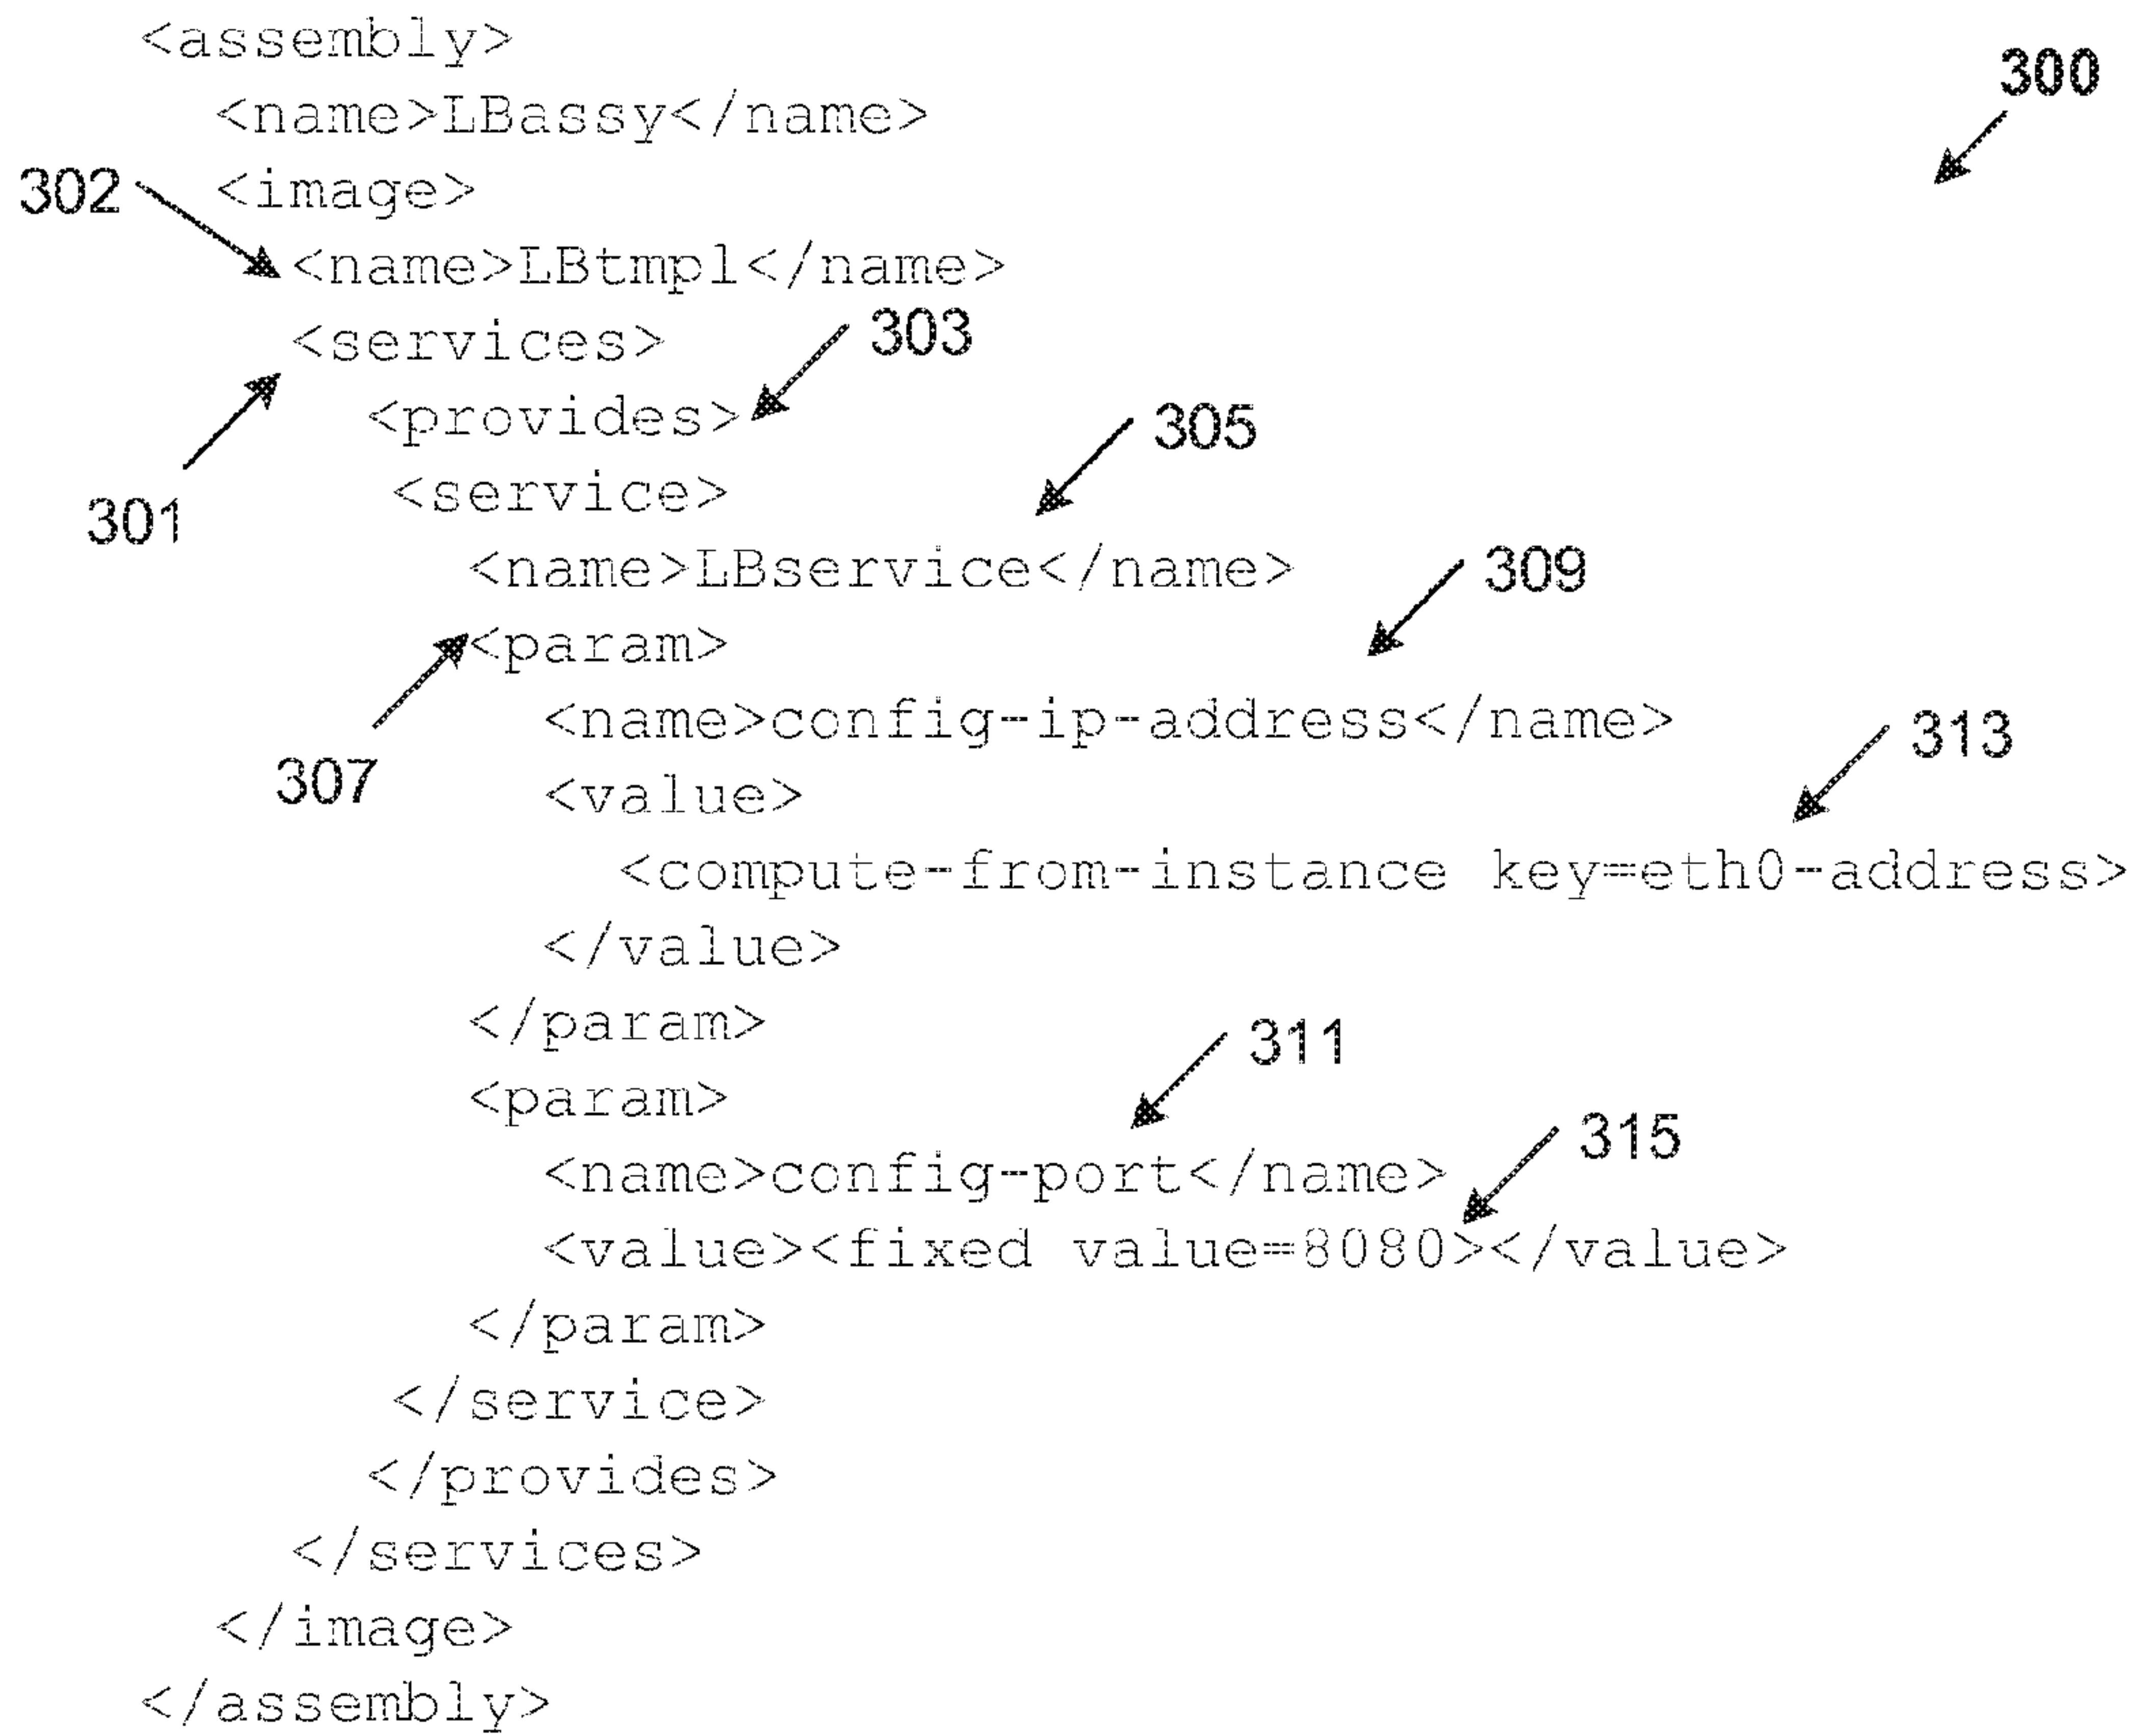 <assembly>
300
<name>LBassy</name>
302
<image>
<name>LBtmpl</name>
303
<services>
<provides>
305
301
<service>
309
<name>LBservice</name>
<param>
<name>config-ip-address</name>
313
307
<value>
<compute-from-instance key=eth0-address>
</value>
</param>
311
<param>
315
<name>config-port</name>
<value><fixed value=8080></value>
</param>
</service>
</provides>
</services>
</image>
</assembly>